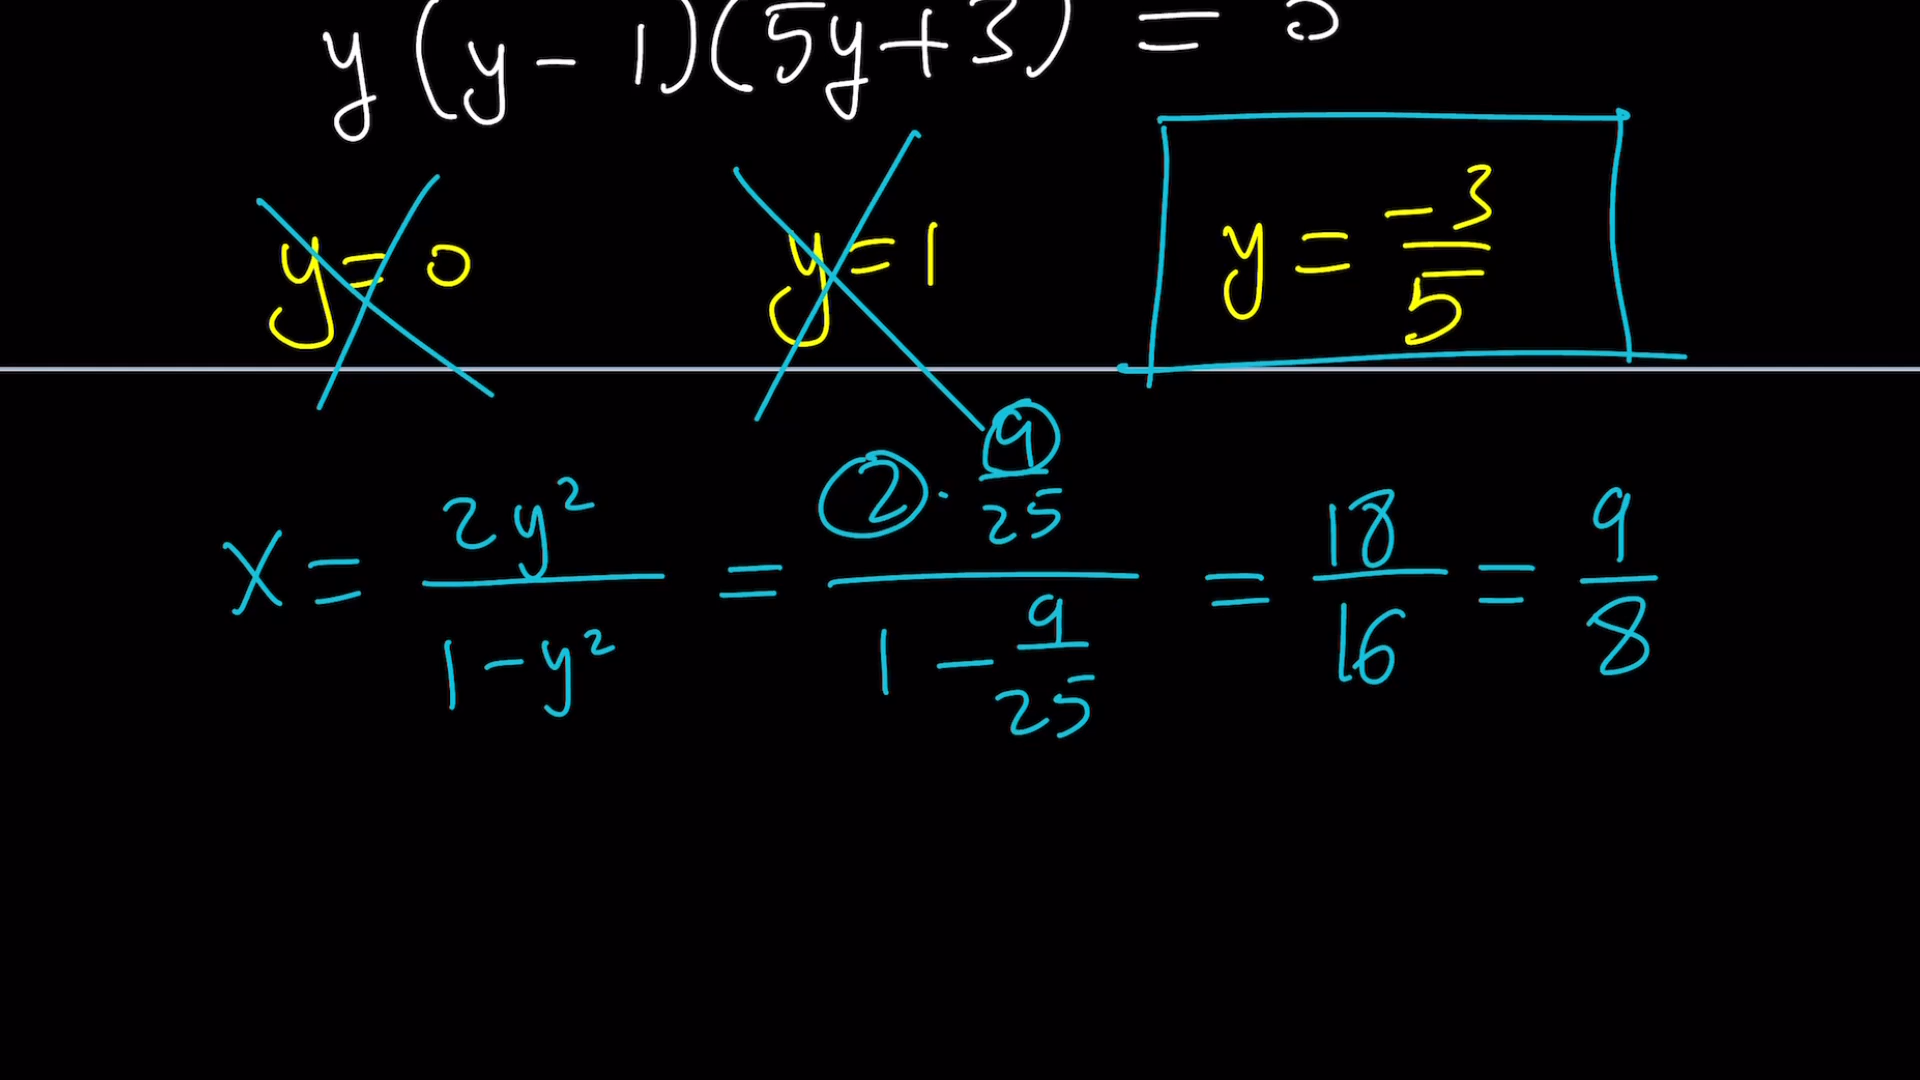 y(y-1)(5y+3) = 0
y=0 y=1 y = -3/5
x = 2y²/(1-y²) = (2 · 9/25)/(1 - 9/25) = 18/16 = 9/8